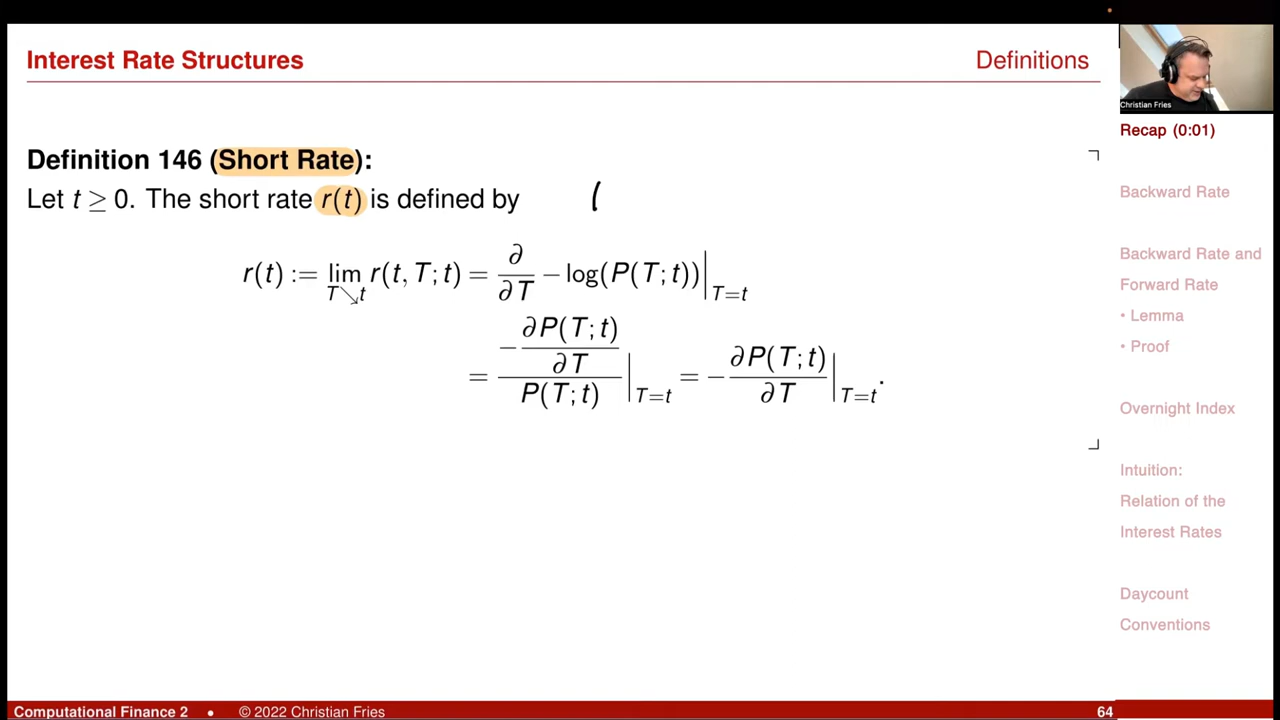 Interest Rate Structures
Definitions
Christian Fries
Recap (0:01)
Definition 146 (Short Rate):
Let t ≥ 0. The short rate r(t) is defined by (
r(t) := lim_{T↘t} r(t, T; t) = ∂/∂T − log(P(T; t))|_{T=t}
= (−∂P(T; t)/∂T)/P(T; t)|_{T=t} = −∂P(T; t)/∂T|_{T=t}.
Backward Rate
Backward Rate and
Forward Rate
• Lemma
• Proof
Overnight Index
Intuition:
Relation of the
Interest Rates
Daycount
Conventions
Computational Finance 2 • © 2022 Christian Fries
64